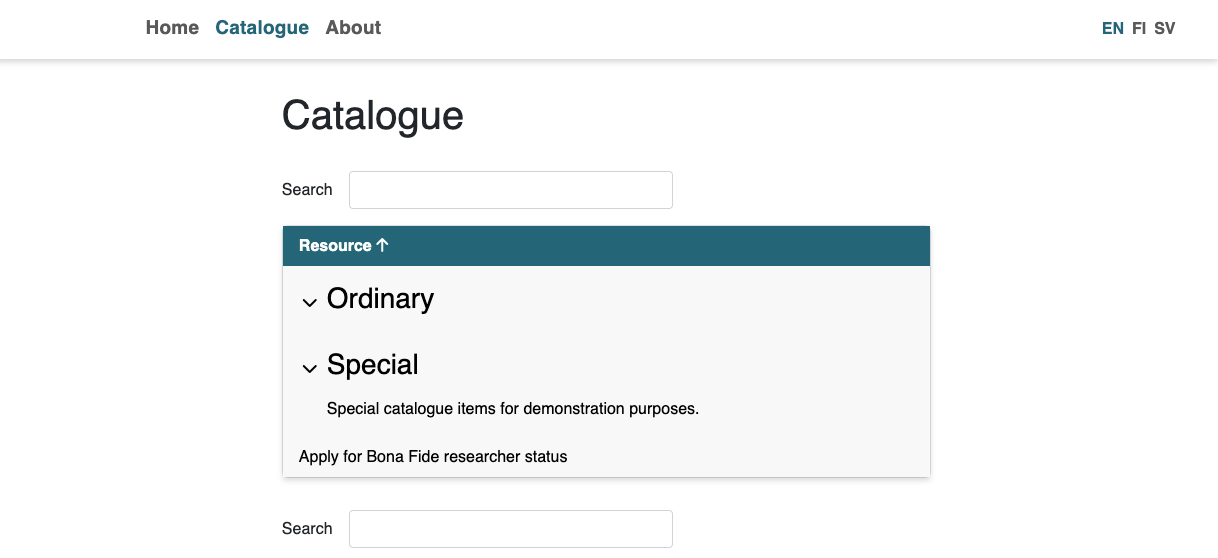 Home Catalogue About EN FI SV
Catalogue
Search
Resource ↑
Ordinary
Special
Special catalogue items for demonstration purposes.
Apply for Bona Fide researcher status
Search